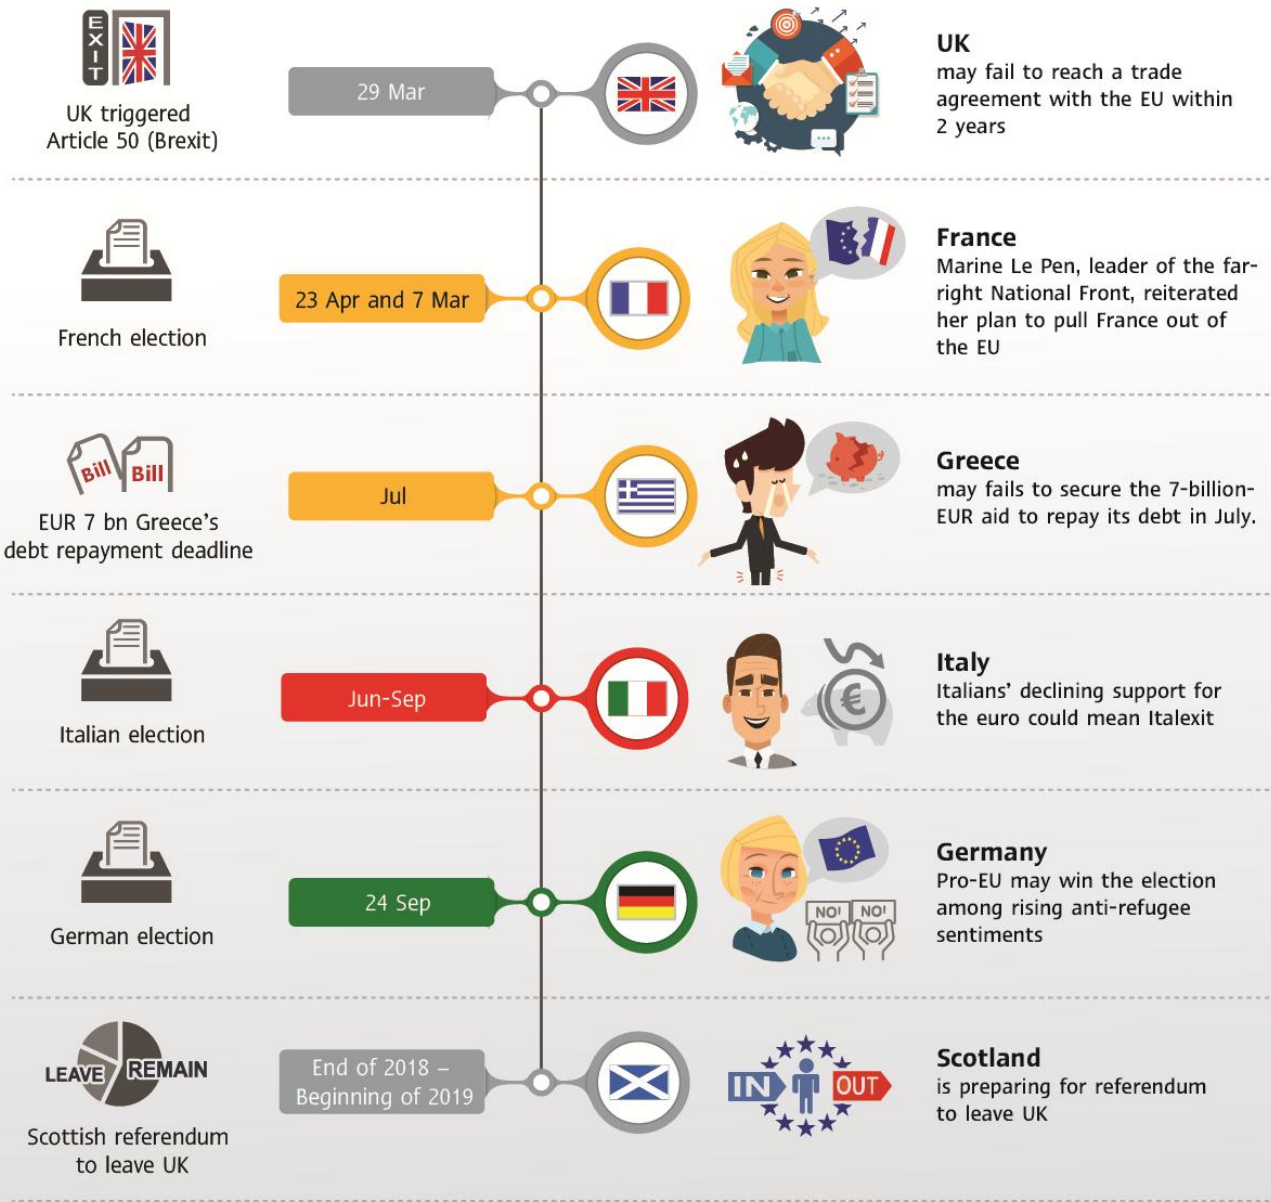 EXIT
UK triggered
Article 50 (Brexit)
29 Mar
UK
may fail to reach a trade
agreement with the EU within
2 years
French election
23 Apr and 7 Mar
France
Marine Le Pen, leader of the far-
right National Front, reiterated
her plan to pull France out of
the EU
Bill Bill
EUR 7 bn Greece's
debt repayment deadline
Jul
Greece
may fails to secure the 7-billion-
EUR aid to repay its debt in July.
Italian election
Jun-Sep
€
Italy
Italians' declining support for
the euro could mean Italexit
German election
24 Sep
NO! NO!
Germany
Pro-EU may win the election
among rising anti-refugee
sentiments
LEAVE REMAIN
Scottish referendum
to leave UK
End of 2018 –
Beginning of 2019
IN OUT
Scotland
is preparing for referendum
to leave UK